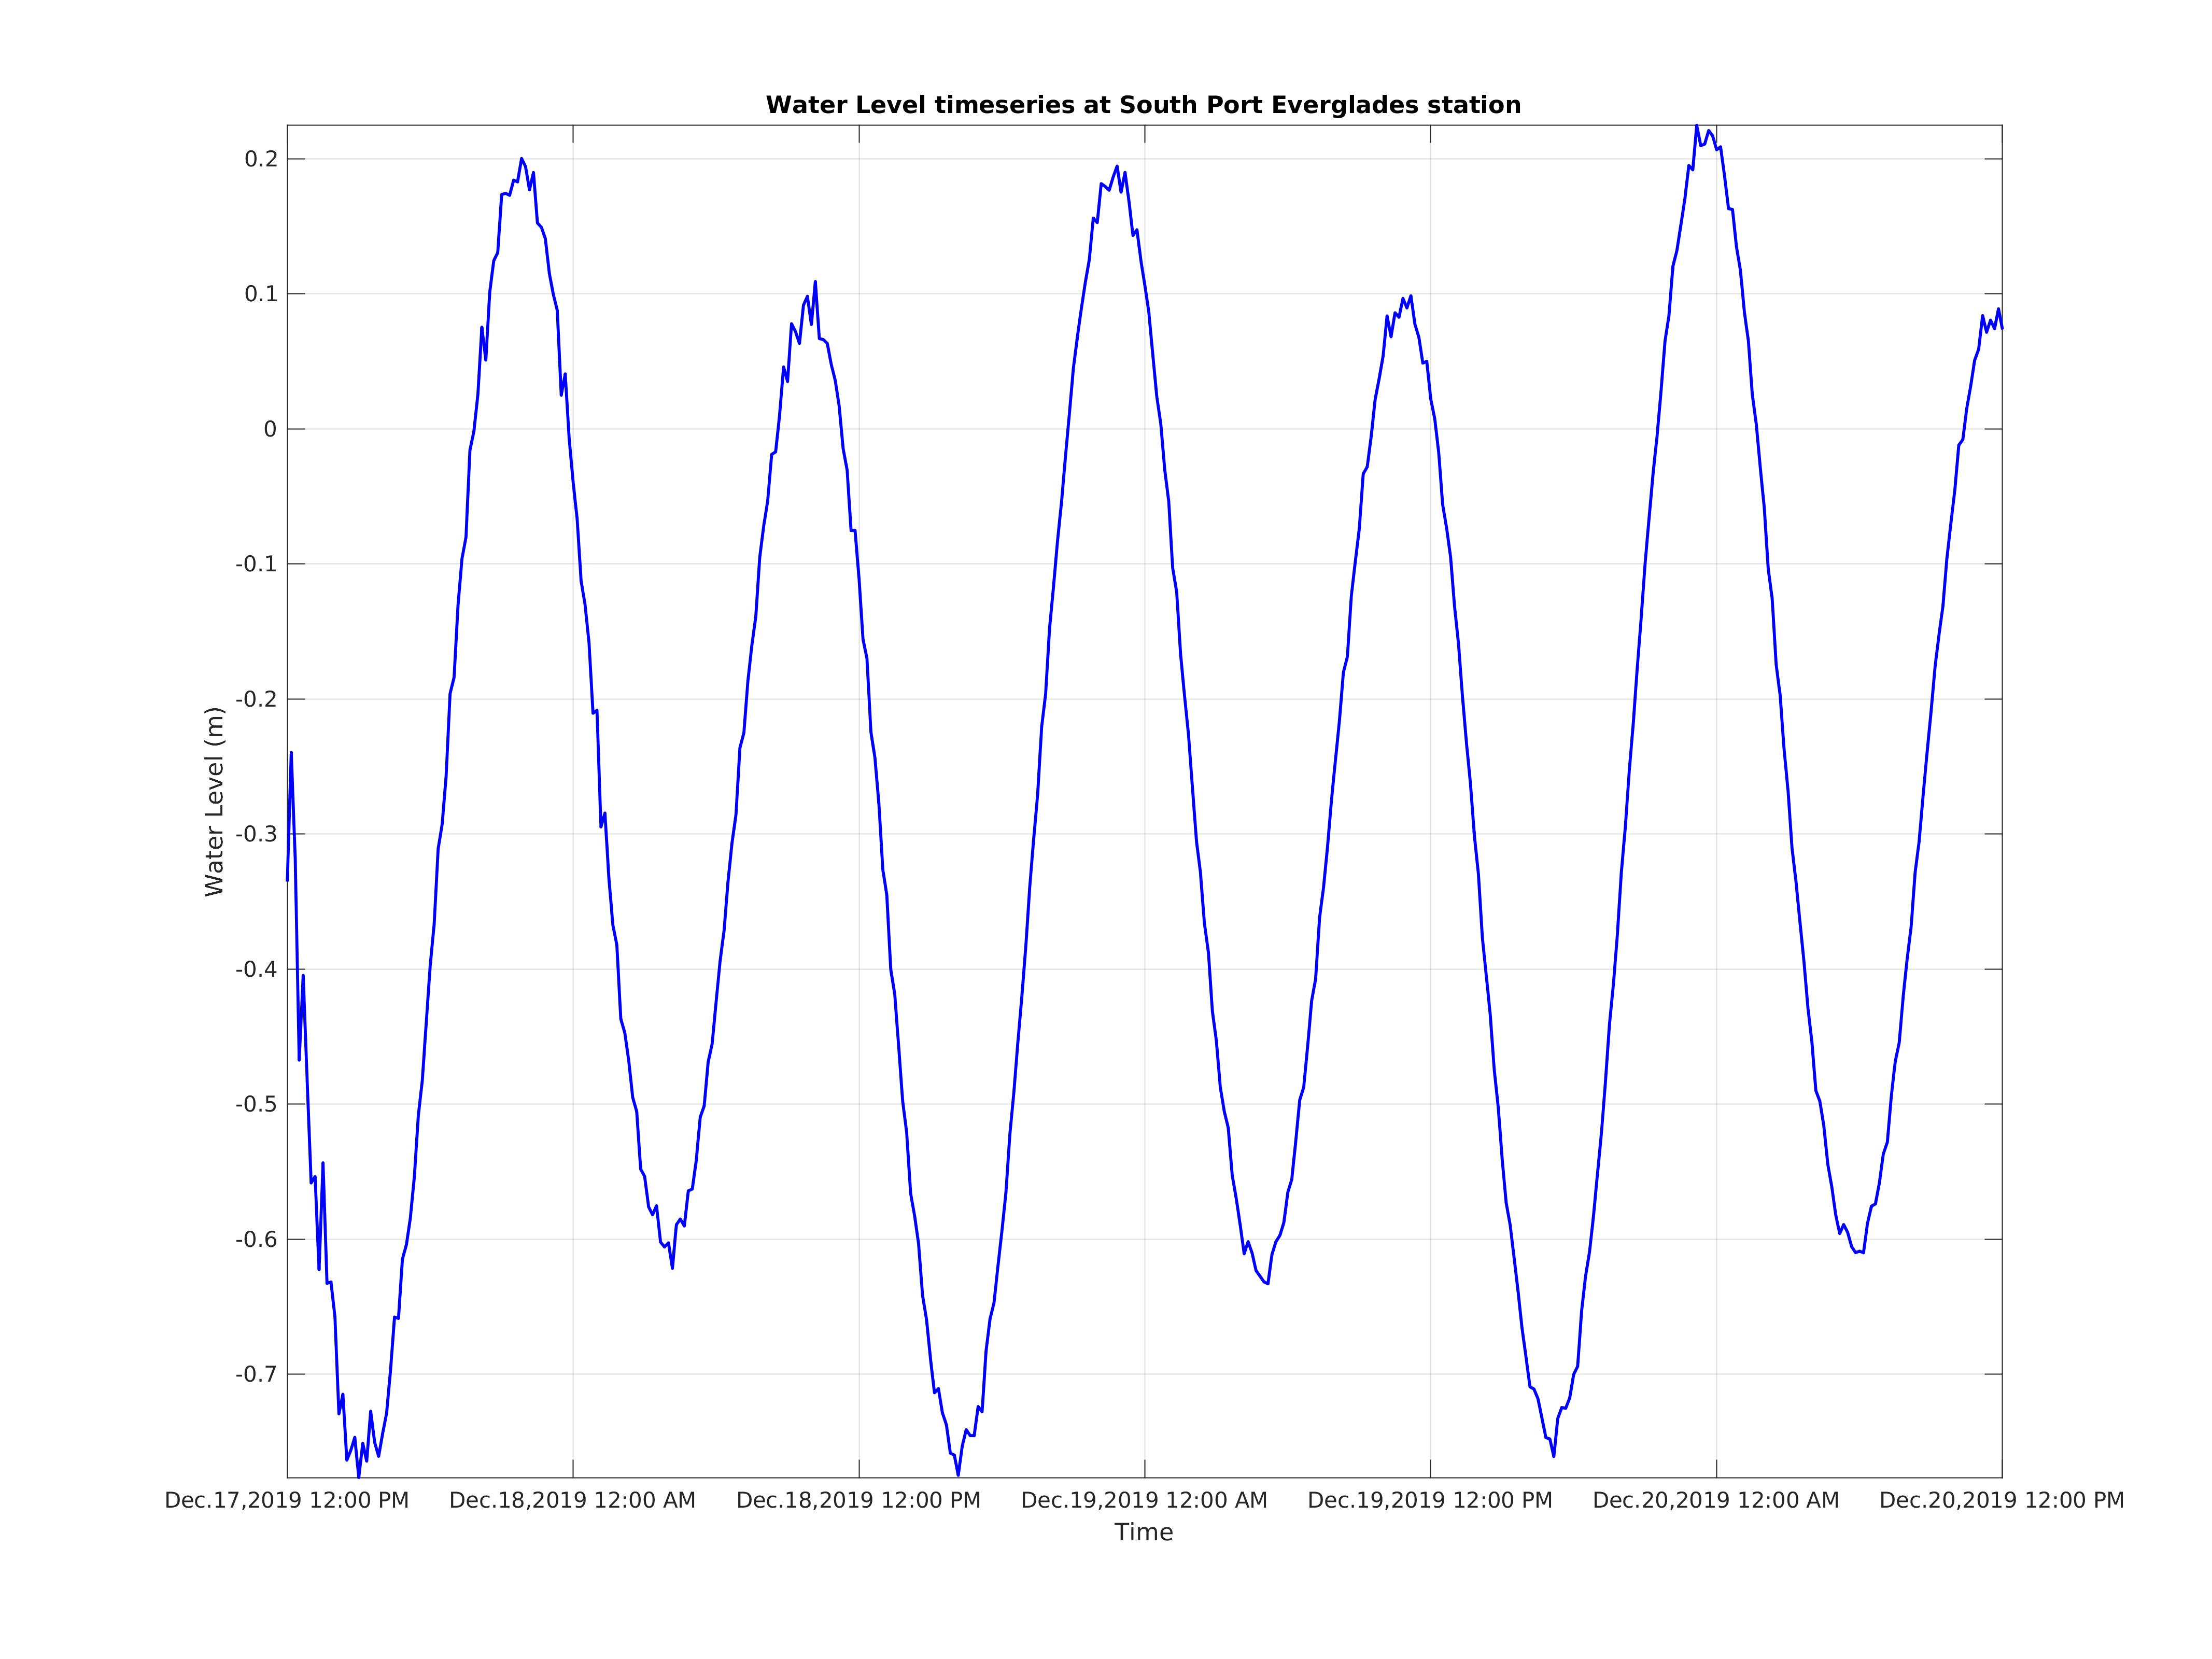 Water Level timeseries at South Port Everglades station
0.2
0.1
0
-0.1
-0.2
-0.3
-0.4
-0.5
-0.6
-0.7
Water Level (m)
Dec.17,2019 12:00 PM Dec.18,2019 12:00 AM Dec.18,2019 12:00 PM Dec.19,2019 12:00 AM Dec.19,2019 12:00 PM Dec.20,2019 12:00 AM Dec.20,2019 12:00 PM
Time